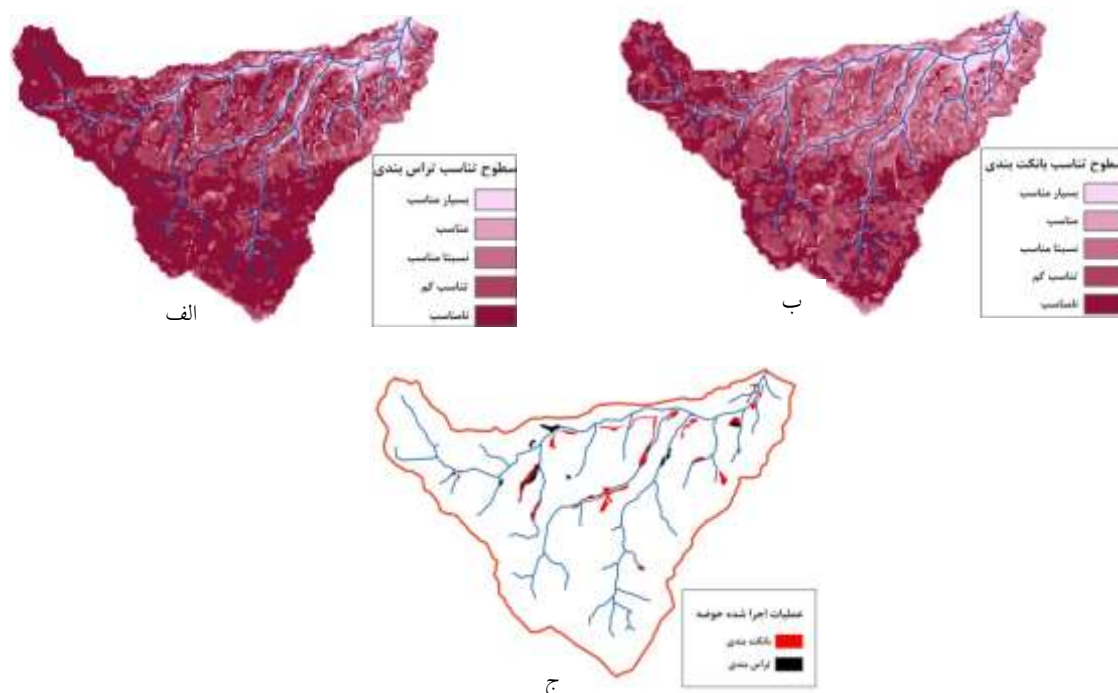 سطوح تناسب تراس بندی
بسیار مناسب
مناسب
نسبتا مناسب
تناسب کم
نامناسب
الف
سطوح تناسب بانکت بندی
بسیار مناسب
مناسب
نسبتا مناسب
تناسب کم
نامناسب
ب
عملیات اجرا شده حوضه
بانکت بندی
تراس بندی
ج